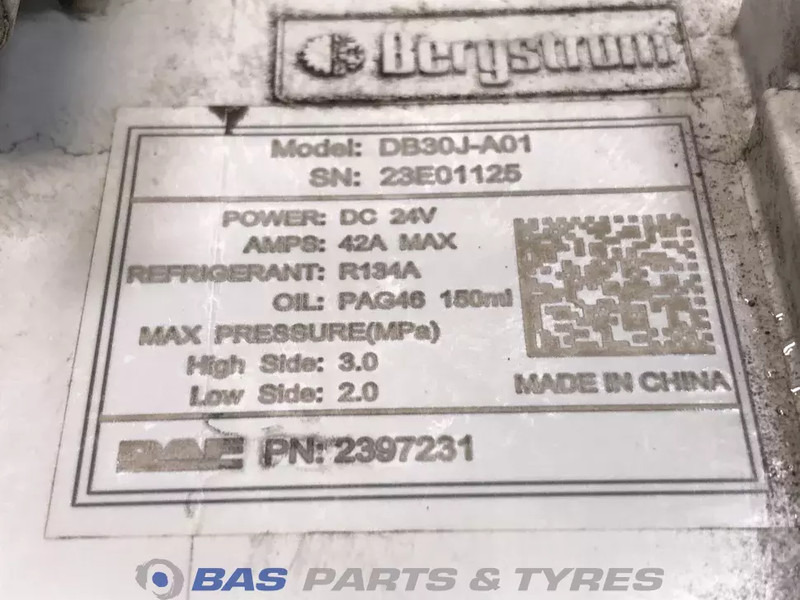 Bergstrom
Model: DB30J-A01
SN: 23E01125
POWER: DC 24V
AMPS: 42A MAX
REFRIGERANT: R134A
OIL: PAG46 150ml
MAX PRESSURE(MPa)
High Side: 3.0
Low Side: 2.0
MADE IN CHINA
DAF PN: 2397231
BAS PARTS & TYRES